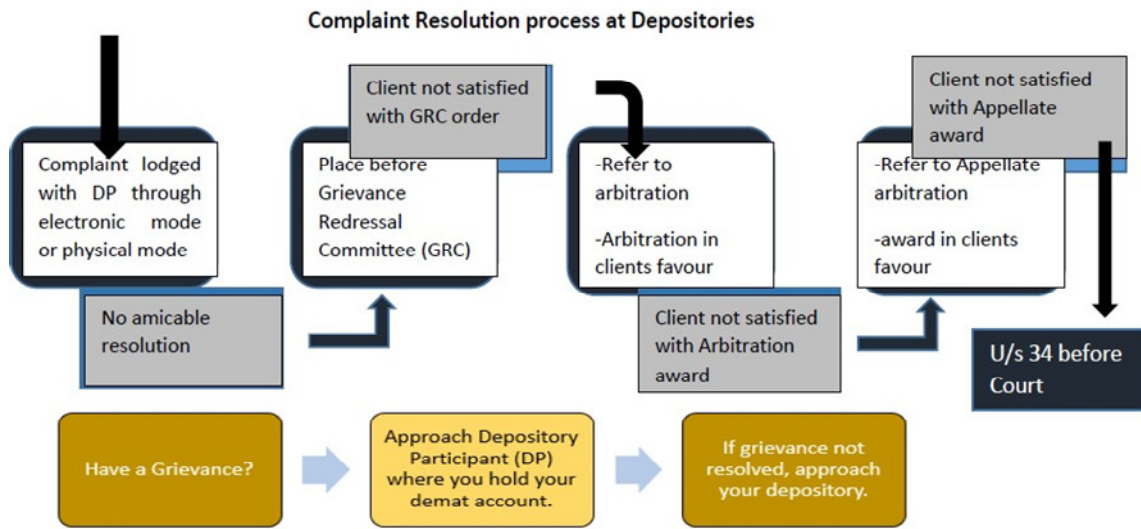 Complaint Resolution process at Depositories
Complaint lodged
with DP through
electronic mode
or physical mode
No amicable
resolution
Place before
Grievance
Redressal
Committee (GRC)
Client not satisfied
with GRC order
-Refer to
arbitration
-Arbitration in
clients favour
Client not satisfied
with Arbitration
award
-Refer to Appellate
arbitration
-award in clients
favour
Client not satisfied
with Appellate
award
U/s 34 before
Court
Have a Grievance?
Approach Depository
Participant (DP)
where you hold your
demat account.
If grievance not
resolved, approach
your depository.